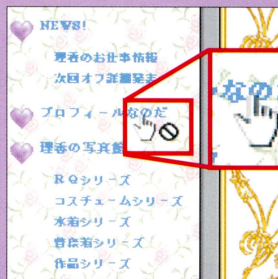 NEWS!
理香のお仕事情報
次回オフ詳細発表
プロフィールなのだ
理香の写真館
RQシリーズ
コスチュームシリーズ
水着シリーズ
普段着シリーズ
作品シリーズ
なの